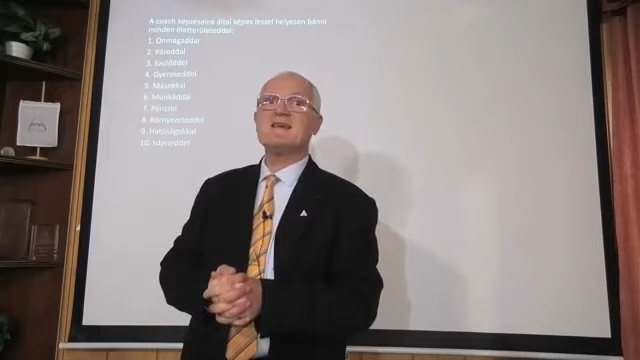 A coach képzéseink által képes leszel helyesen bánni
minden életterületeddel:
1. Önmagaddal
2. Pároddal
3. Szülőddel
4. Gyerekeddel
5. Másokkal
6. Munkáddal
7. Pénzzel
8. Környezeteddel
9. Hatóságokkal
10. Isteneddel